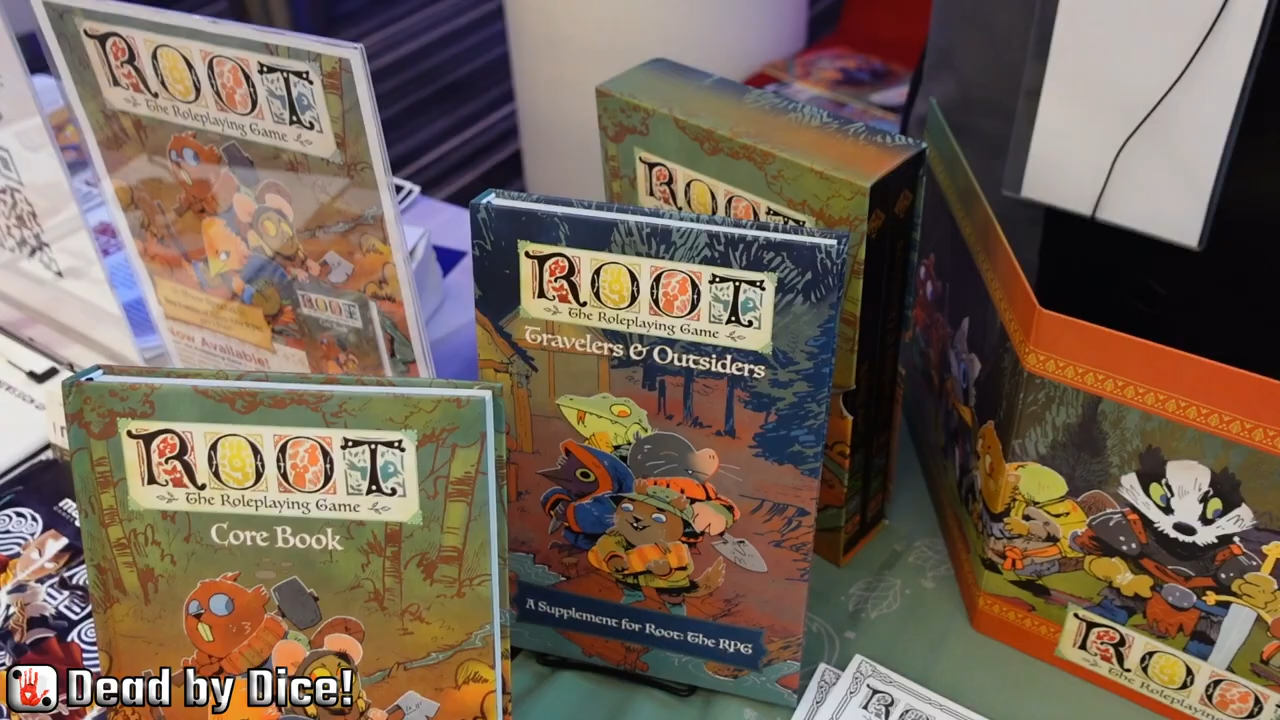 ROOT
The Roleplaying Game
ROOT
Now Available!
ROOT
ROOT
The Roleplaying Game
Travelers & Outsiders
A Supplement for Root: The RPG
ROOT
The Roleplaying Game
Core Book
ROO
The Roleplaying
Dead by Dice!